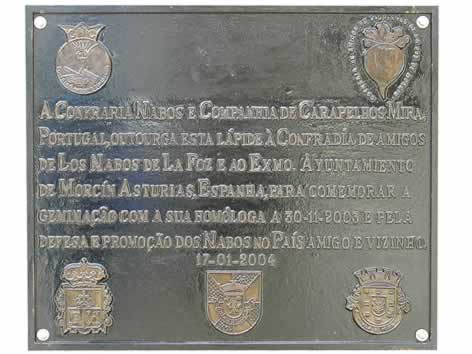 A CONFRARIA NABOS E COMPANHIA DE CARAPELHOS MIRA,
PORTUGAL, OUTOURGA ESTA LÁPIDE À CONFRADÍA DE AMIGOS
DE LOS NABOS DE LA FOZ E AO EXMO. AYUNTAMIENTO
DE MORCÍN ASTURIAS, ESPANHA, PARA COMEMORAR A
GEMINAÇÃO COM A SUA HOMÓLOGA A 30-11-2003 E PELA
DEFESA E PROMOÇÃO DOS NABOS NO PAÍS AMIGO E VIZINHO.
17-01-2004